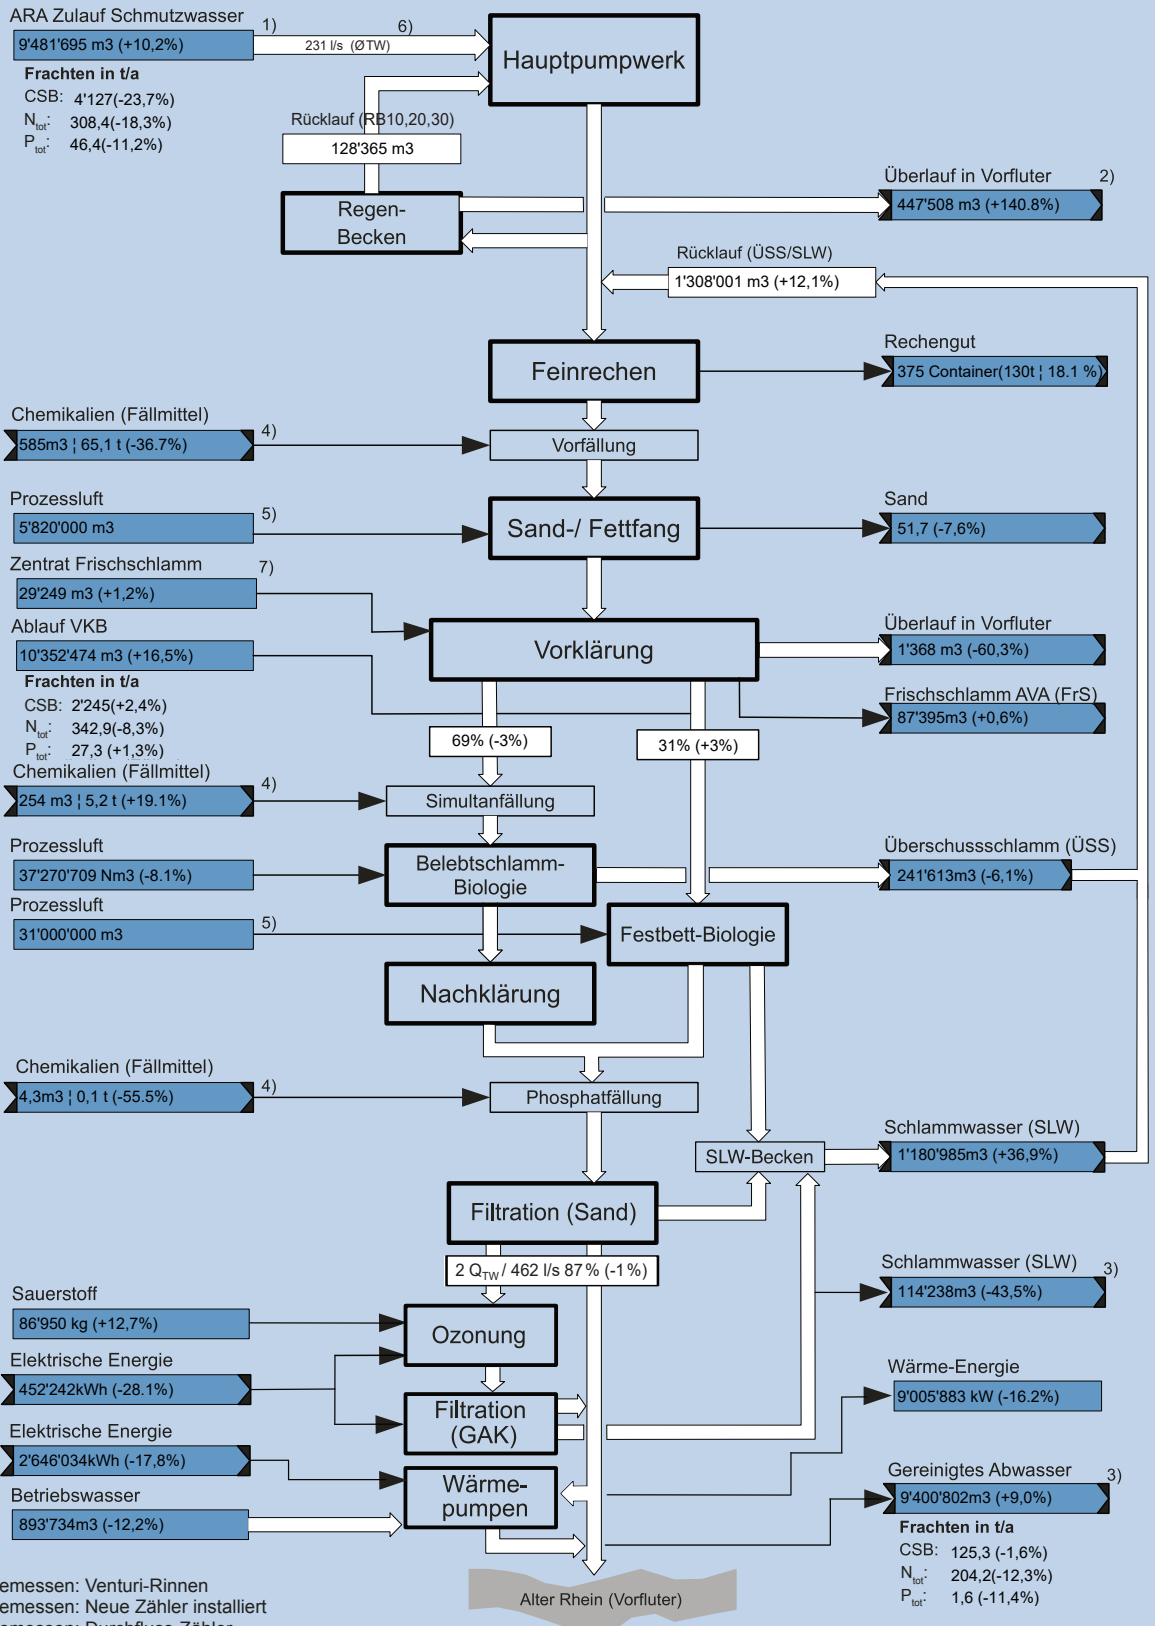 ARA Zulauf Schmutzwasser
1)
6)
9'481'695 m3 (+10,2%)
231 l/s (ØTW)
Hauptpumpwerk
Frachten in t/a
CSB: 4'127(-23,7%)
Ntot: 308,4(-18,3%)
Ptot: 46,4(-11,2%)
Rücklauf (RB10,20,30)
128'365 m3
Regen-
Becken
Überlauf in Vorfluter
2)
447'508 m3 (+140.8%)
Rücklauf (ÜSS/SLW)
1'308'001 m3 (+12,1%)
Feinrechen
Rechengut
375 Container(130t ¦ 18.1 %)
Chemikalien (Fällmittel)
4)
585m3 ¦ 65,1 t (-36.7%)
Vorfällung
Prozessluft
5)
5'820'000 m3
Sand-/ Fettfang
Sand
51,7 (-7,6%)
Zentrat Frischschlamm
7)
29'249 m3 (+1,2%)
Ablauf VKB
10'352'474 m3 (+16,5%)
Vorklärung
Überlauf in Vorfluter
1'368 m3 (-60,3%)
Frachten in t/a
CSB: 2'245(+2,4%)
Ntot: 342,9(-8,3%)
Ptot: 27,3 (+1,3%)
Frischschlamm AVA (FrS)
87'395m3 (+0,6%)
69% (-3%)
31% (+3%)
Chemikalien (Fällmittel)
4)
254 m3 ¦ 5,2 t (+19.1%)
Simultanfällung
Prozessluft
37'270'709 Nm3 (-8.1%)
Belebtschlamm-
Biologie
Überschussschlamm (ÜSS)
241'613m3 (-6,1%)
Prozessluft
5)
31'000'000 m3
Festbett-Biologie
Nachklärung
Chemikalien (Fällmittel)
4)
4,3m3 ¦ 0,1 t (-55.5%)
Phosphatfällung
SLW-Becken
Schlammwasser (SLW)
1'180'985m3 (+36,9%)
Filtration (Sand)
2 QTW / 462 l/s 87% (-1%)
Schlammwasser (SLW)
3)
114'238m3 (-43,5%)
Sauerstoff
86'950 kg (+12,7%)
Ozonung
Elektrische Energie
452'242kWh (-28.1%)
Filtration
(GAK)
Wärme-Energie
9'005'883 kW (-16.2%)
Elektrische Energie
2'646'034kWh (-17,8%)
Wärme-
pumpen
Betriebswasser
893'734m3 (-12,2%)
Gereinigtes Abwasser
3)
9'400'802m3 (+9,0%)
Frachten in t/a
CSB: 125,3 (-1,6%)
Ntot: 204,2(-12,3%)
Ptot: 1,6 (-11,4%)
Alter Rhein (Vorfluter)
emessen: Venturi-Rinnen
emessen: Neue Zähler installiert
emessen: Durchfluss-Zähler